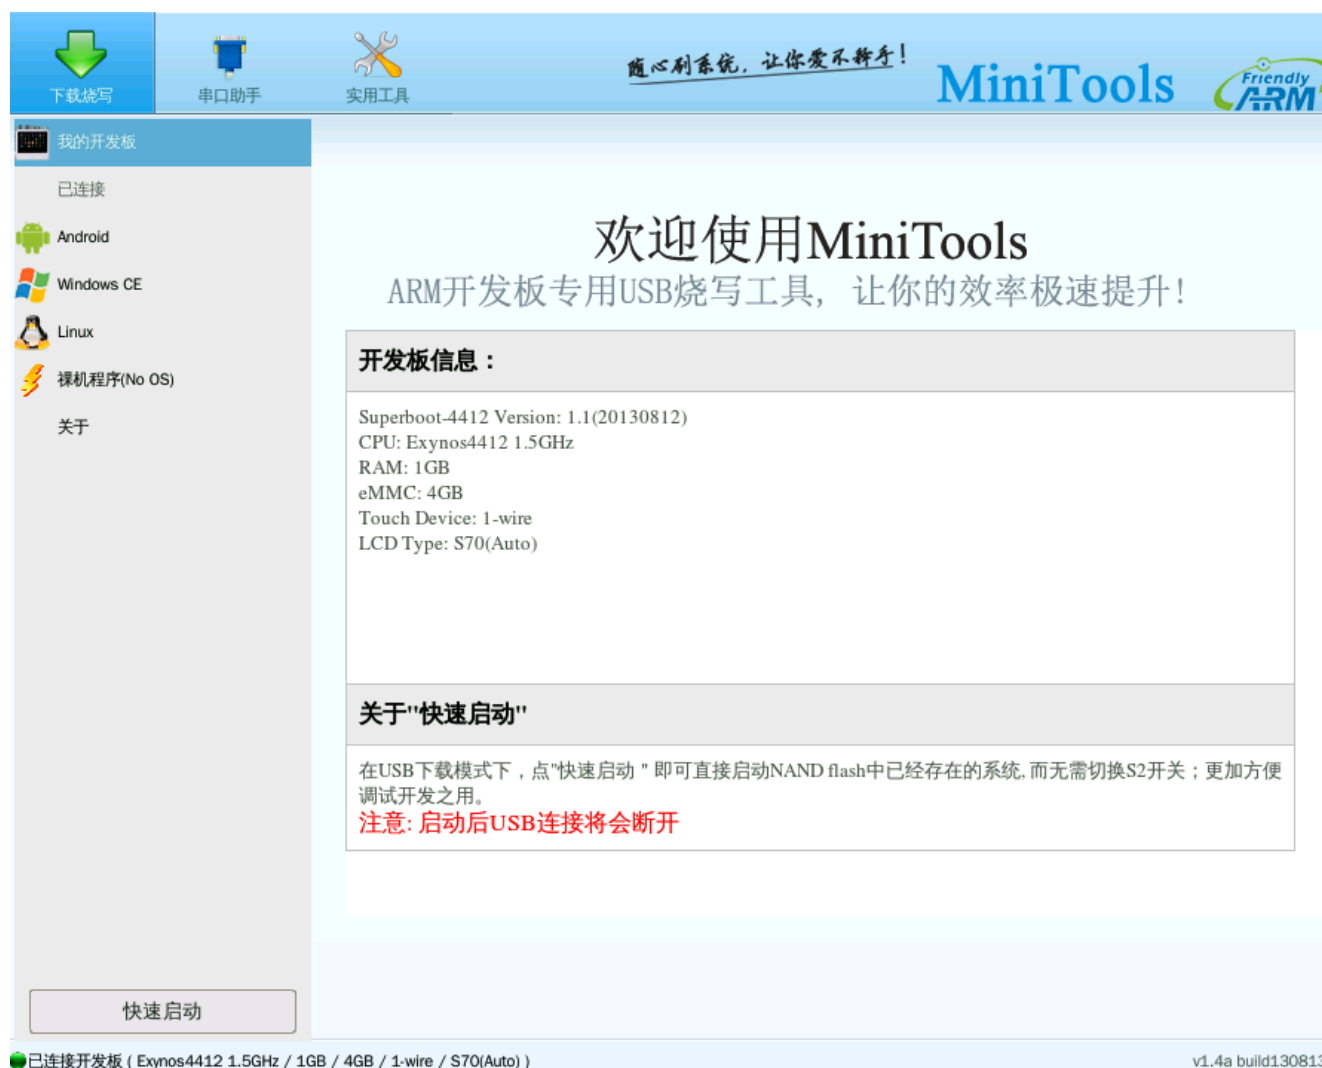 下载烧写
串口助手
实用工具
随心刷系统, 让你爱不释手!
MiniTools
Friendly
ARM
我的开发板
已连接
Android
Windows CE
Linux
裸机程序(No OS)
关于
欢迎使用MiniTools
ARM开发板专用USB烧写工具, 让你的效率极速提升!
开发板信息：
Superboot-4412 Version: 1.1(20130812)
CPU: Exynos4412 1.5GHz
RAM: 1GB
eMMC: 4GB
Touch Device: 1-wire
LCD Type: S70(Auto)
关于"快速启动"
在USB下载模式下，点"快速启动 " 即可直接启动NAND flash中已经存在的系统, 而无需切换S2开关；更加方便
调试开发之用。
注意: 启动后USB连接将会断开
快速启动
已连接开发板 ( Exynos4412 1.5GHz / 1GB / 4GB / 1-wire / S70(Auto) )
v1.4a build130813